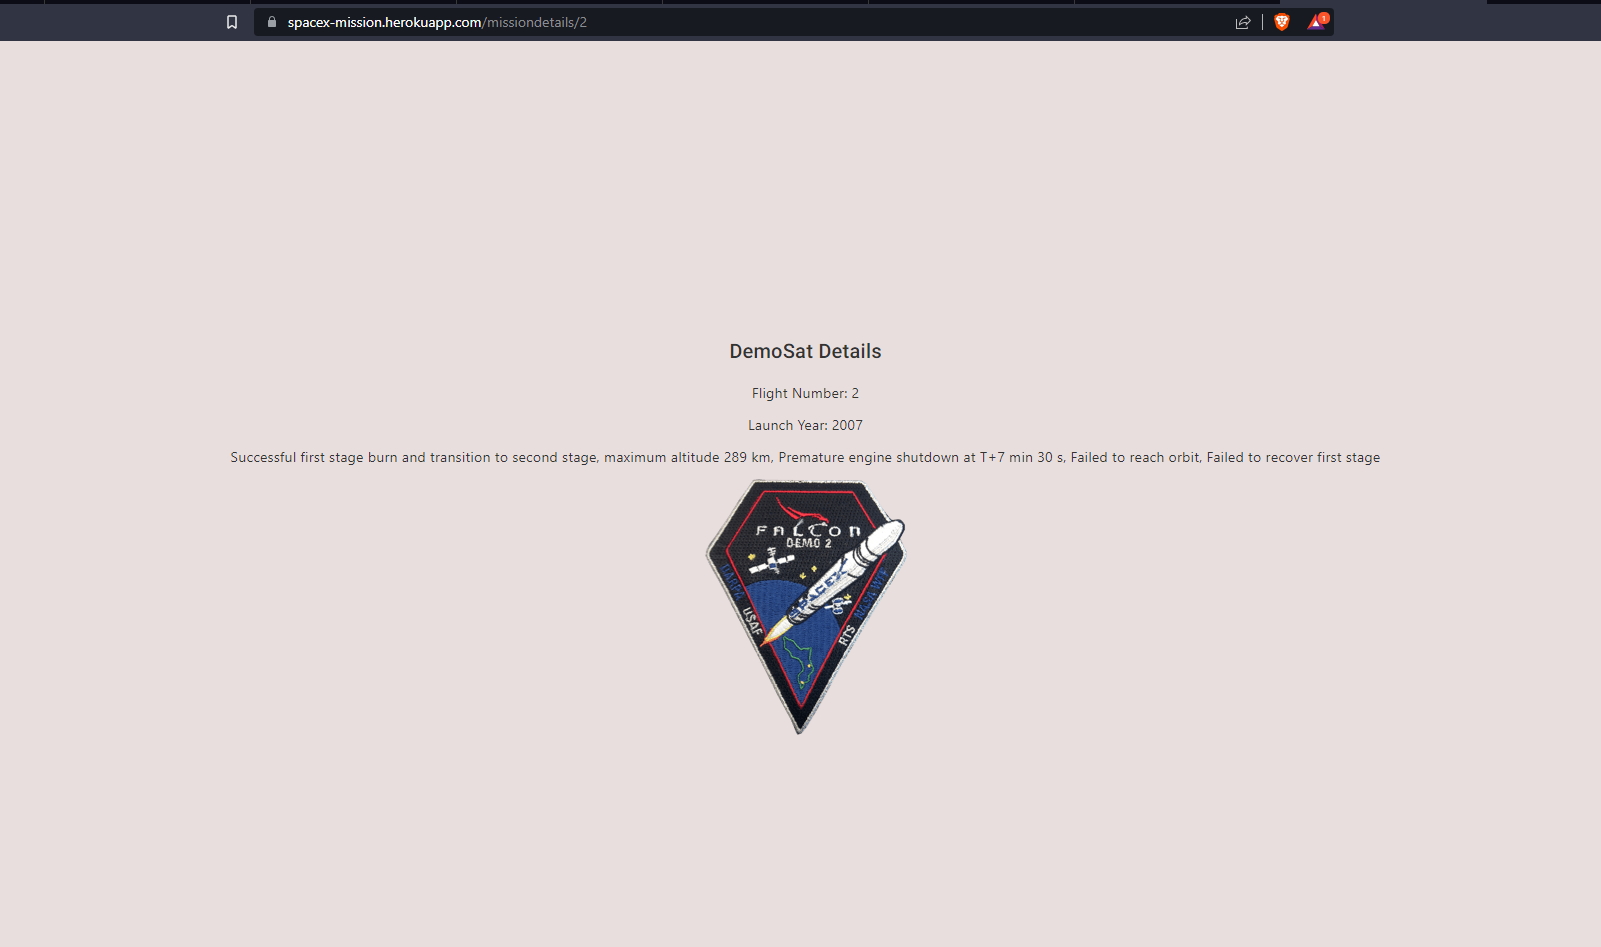 spacex-mission.herokuapp.com/missiondetails/2
1
DemoSat Details
Flight Number: 2
Launch Year: 2007
Successful first stage burn and transition to second stage, maximum altitude 289 km, Premature engine shutdown at T+7 min 30 s, Failed to reach orbit, Failed to recover first stage
FALCON
DEMO 2
SPACEX
DARPA
USAF
RTS
NASA WFF